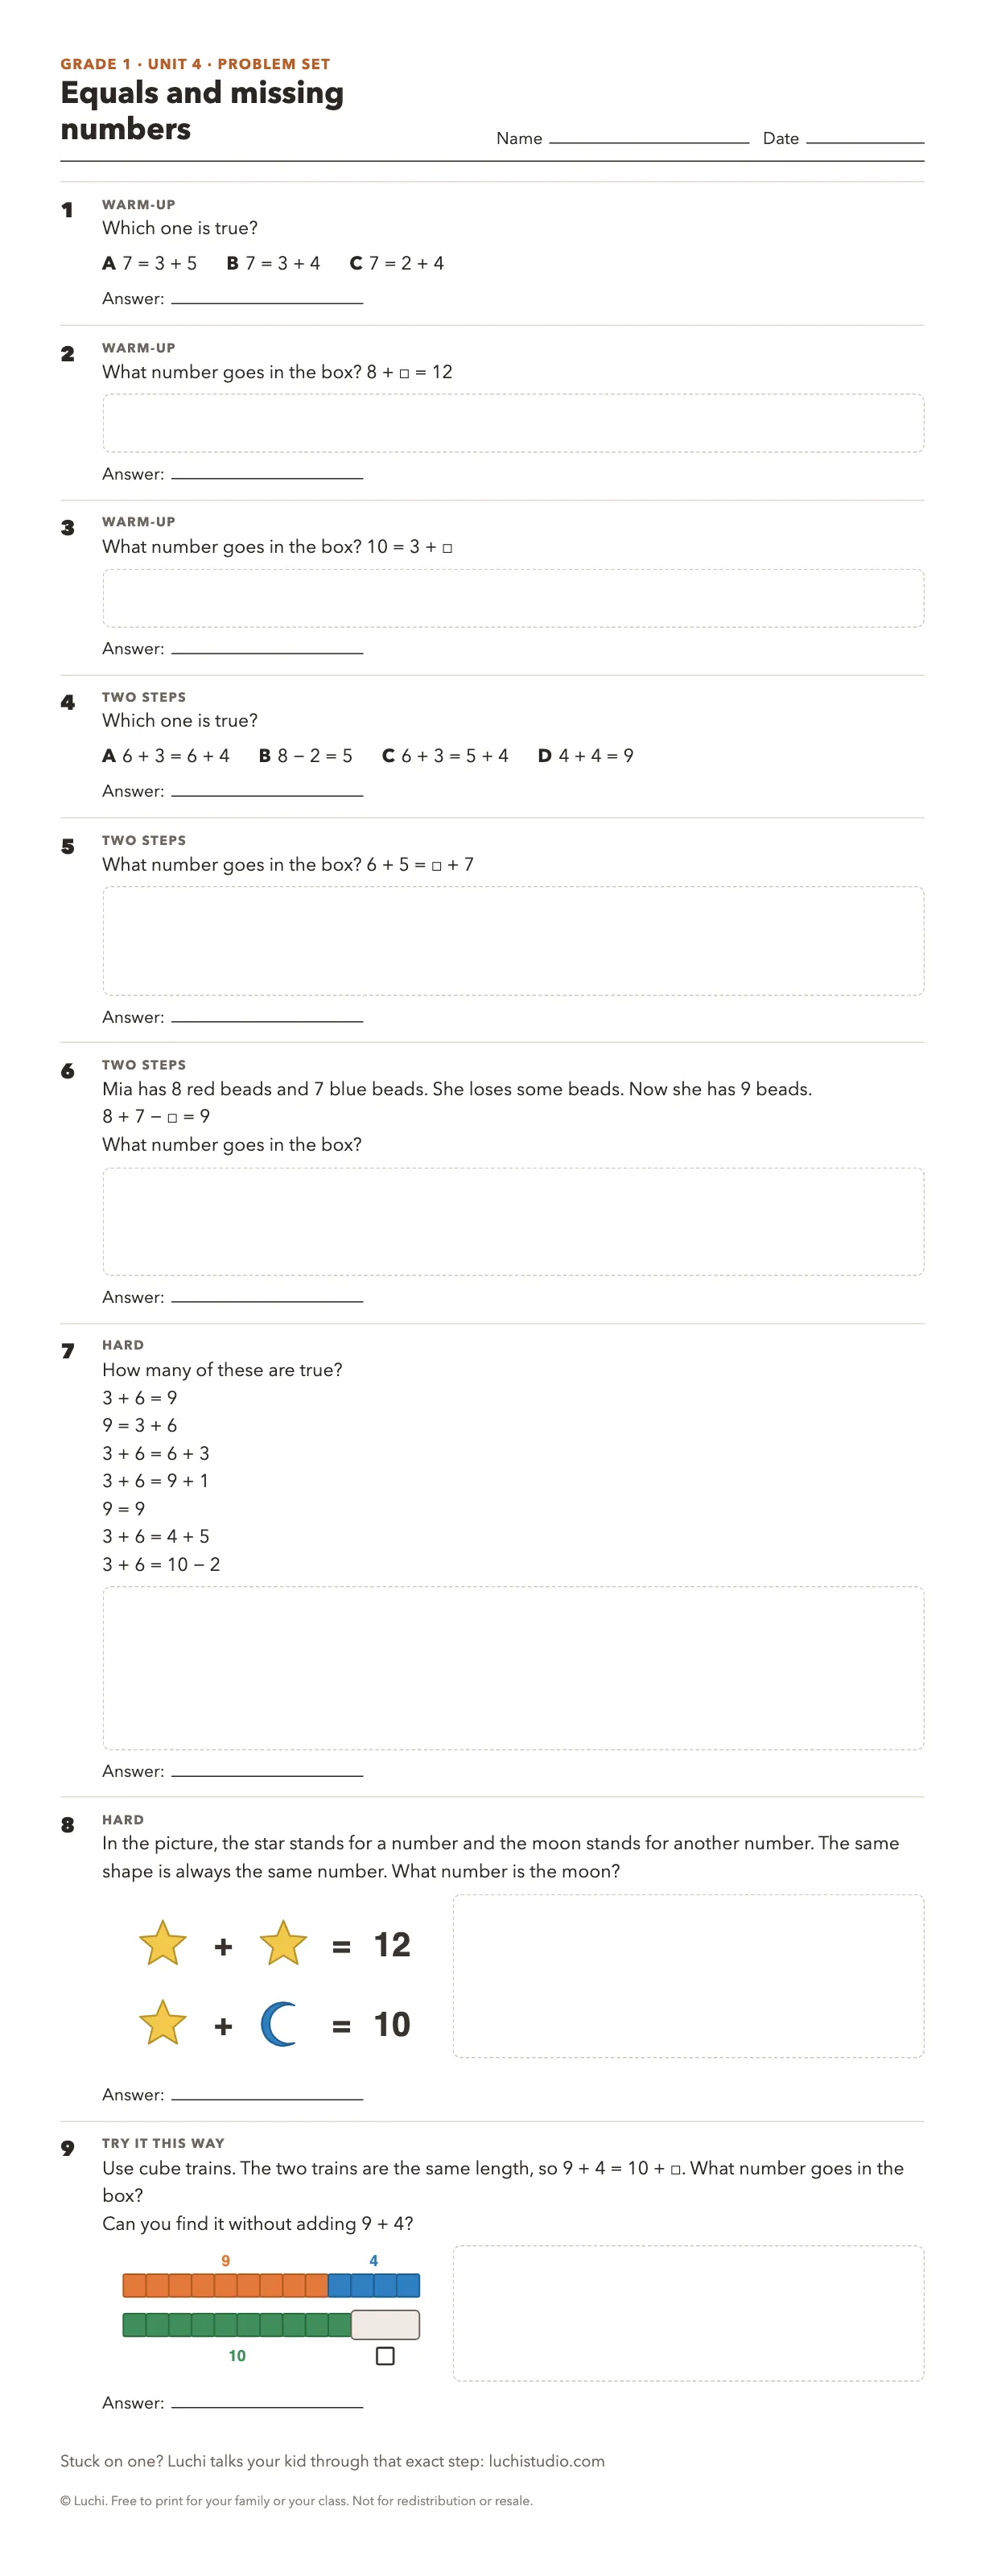 GRADE 1 · UNIT 4 · PROBLEM SET
Equals and missing
numbers
Name
Date
1
WARM-UP
Which one is true?
A 7 = 3 + 5 B 7 = 3 + 4 C 7 = 2 + 4
Answer:
2
WARM-UP
What number goes in the box? 8 + □ = 12
Answer:
3
WARM-UP
What number goes in the box? 10 = 3 + □
Answer:
4
TWO STEPS
Which one is true?
A 6 + 3 = 6 + 4 B 8 − 2 = 5 C 6 + 3 = 5 + 4 D 4 + 4 = 9
Answer:
5
TWO STEPS
What number goes in the box? 6 + 5 = □ + 7
Answer:
6
TWO STEPS
Mia has 8 red beads and 7 blue beads. She loses some beads. Now she has 9 beads.
8 + 7 − □ = 9
What number goes in the box?
Answer:
7
HARD
How many of these are true?
3 + 6 = 9
9 = 3 + 6
3 + 6 = 6 + 3
3 + 6 = 9 + 1
9 = 9
3 + 6 = 4 + 5
3 + 6 = 10 − 2
Answer:
8
HARD
In the picture, the star stands for a number and the moon stands for another number. The same
shape is always the same number. What number is the moon?
+ = 12
+ = 10
Answer:
9
TRY IT THIS WAY
Use cube trains. The two trains are the same length, so 9 + 4 = 10 + □. What number goes in the
box?
Can you find it without adding 9 + 4?
9 4
10 □
Answer:
Stuck on one? Luchi talks your kid through that exact step: luchistudio.com
© Luchi. Free to print for your family or your class. Not for redistribution or resale.